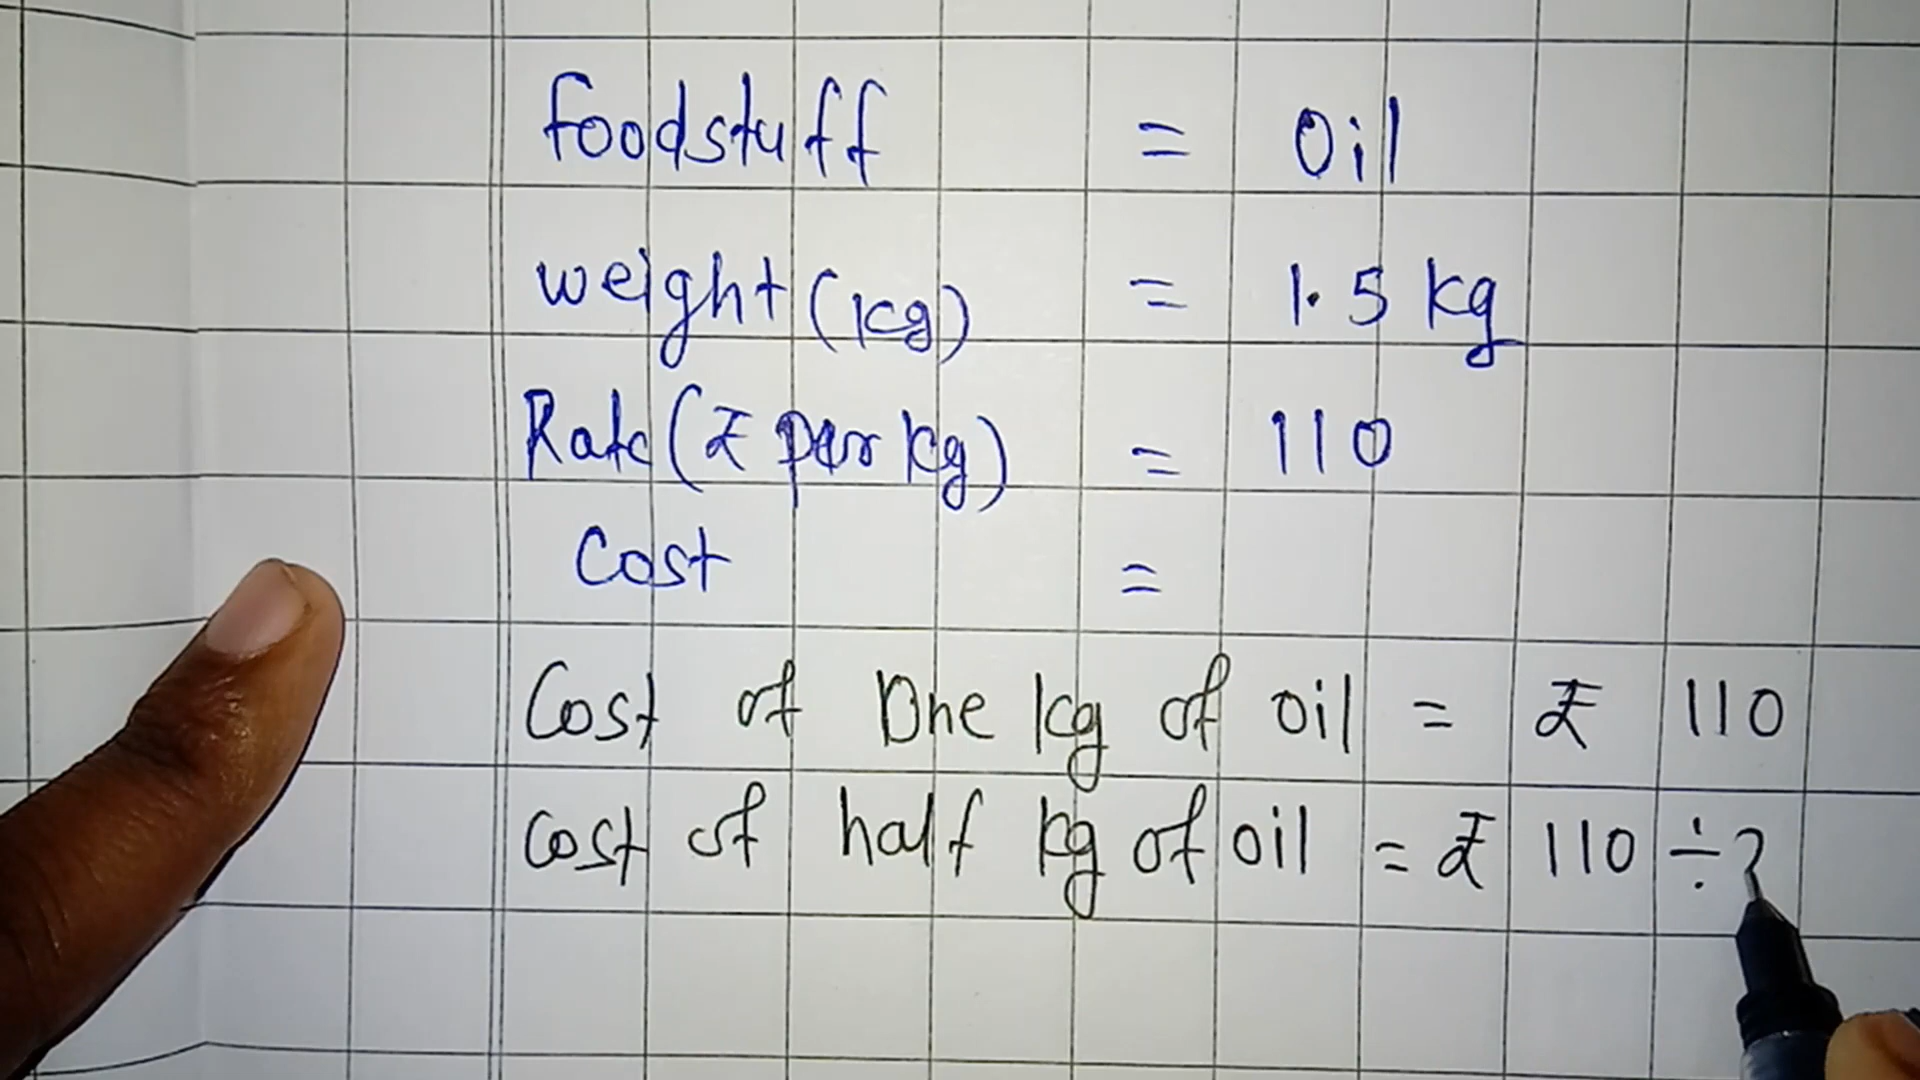 foodstuff = Oil
weight (kg) = 1.5 kg
Rate (₹ per kg) = 110
Cost =
Cost of One kg of oil = ₹ 110
Cost of half kg of oil = ₹ 110 ÷ 2